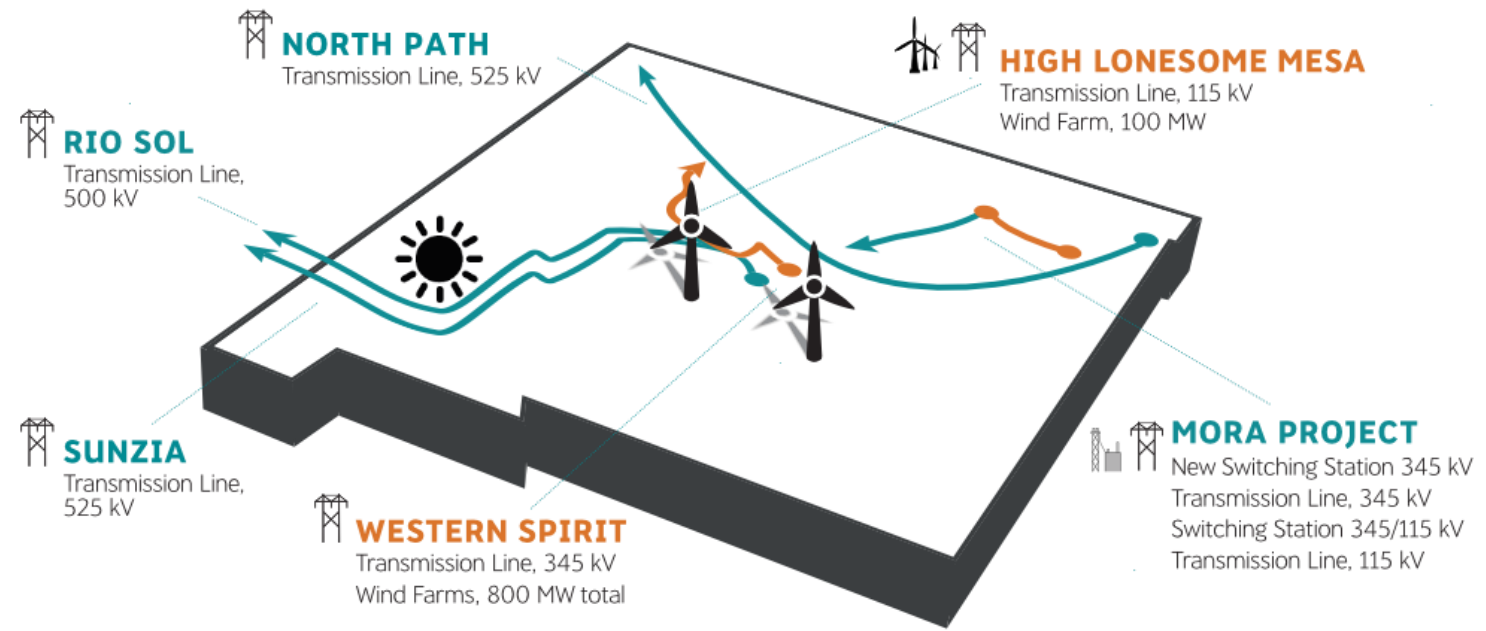 NORTH PATH
Transmission Line, 525 kV
HIGH LONESOME MESA
Transmission Line, 115 kV
Wind Farm, 100 MW
RIO SOL
Transmission Line,
500 kV
SUNZIA
Transmission Line,
525 kV
WESTERN SPIRIT
Transmission Line, 345 kV
Wind Farms, 800 MW total
MORA PROJECT
New Switching Station 345 kV
Transmission Line, 345 kV
Switching Station 345/115 kV
Transmission Line, 115 kV